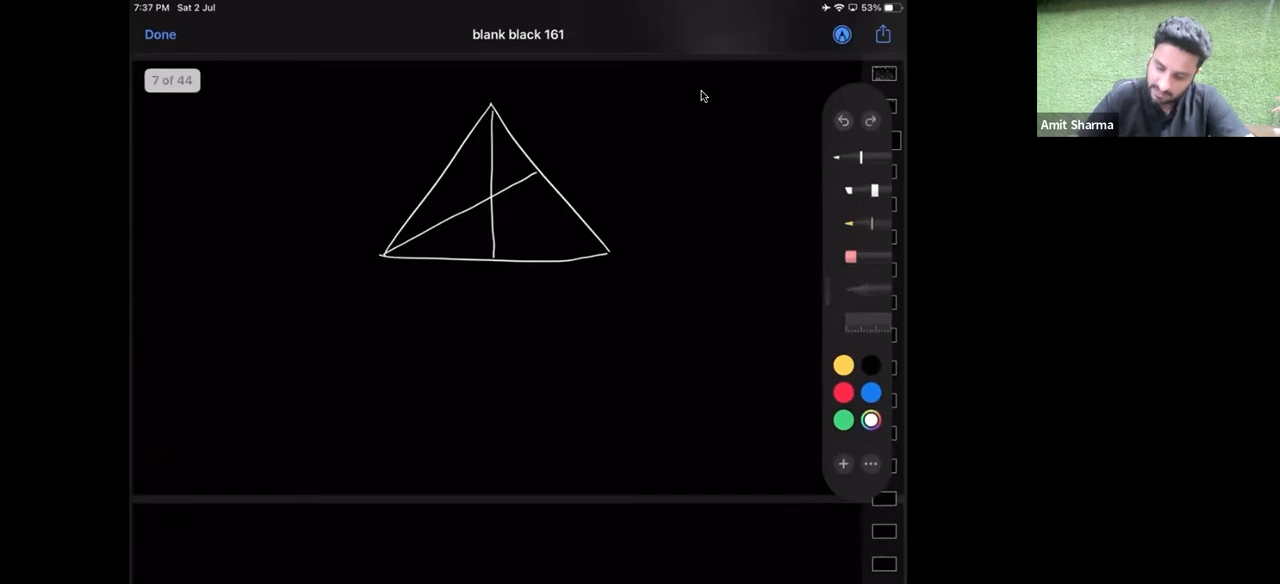 7:37 PM Sat 2 Jul 53%
Done blank black 161
7 of 44
Amit Sharma